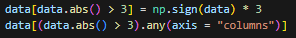 data[data.abs() > 3] = np.sign(data) * 3
data[(data.abs() > 3).any(axis = "columns")]